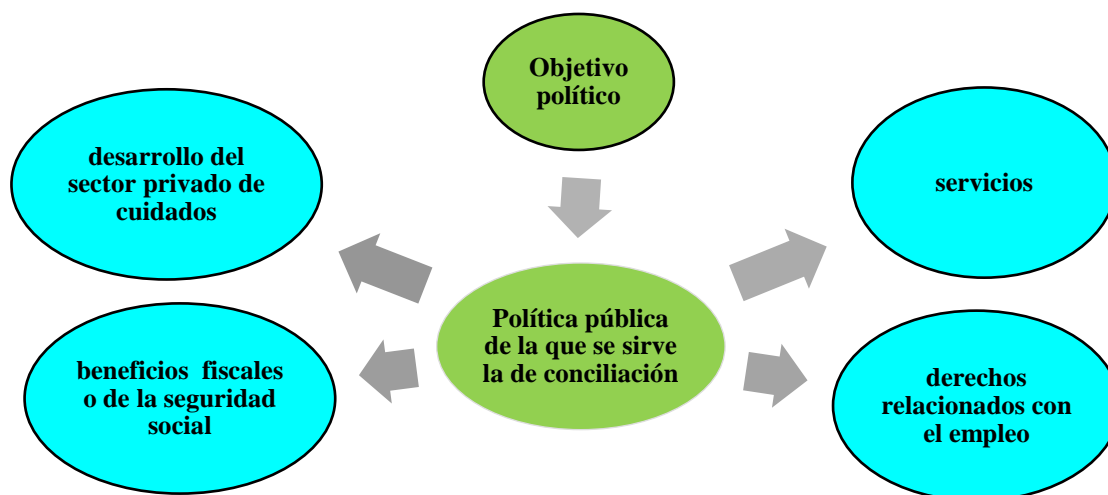 Objetivo
político
desarrollo del
sector privado de
cuidados
servicios
Política pública
de la que se sirve
la de conciliación
beneficios fiscales
o de la seguridad
social
derechos
relacionados con
el empleo